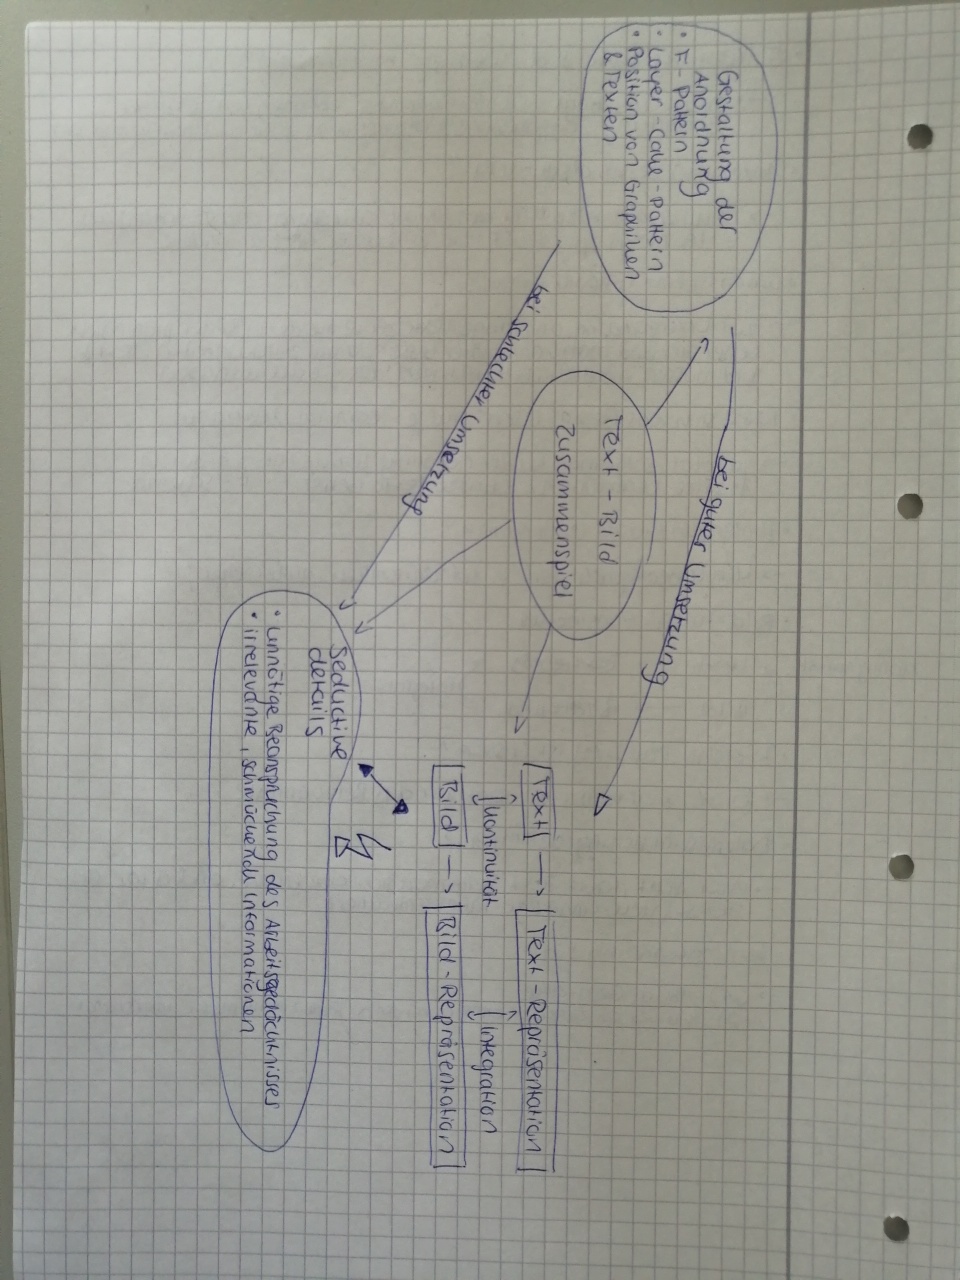 Gestaltung der
Anordnung
• F-Pattern
• Layer-Cake-Pattern
• Position von Graphiken
& Texten
bei guter Umsetzung
bei schlechter Umsetzung
Text-Bild
Zusammenspiel
Text → Text-Repräsentation
Kontinuität
Integration
Bild → Bild-Repräsentation
Seductive
details
• unnötige Beanspruchung des Arbeitsgedächtnisses
• irrelevante, schmückende Informationen